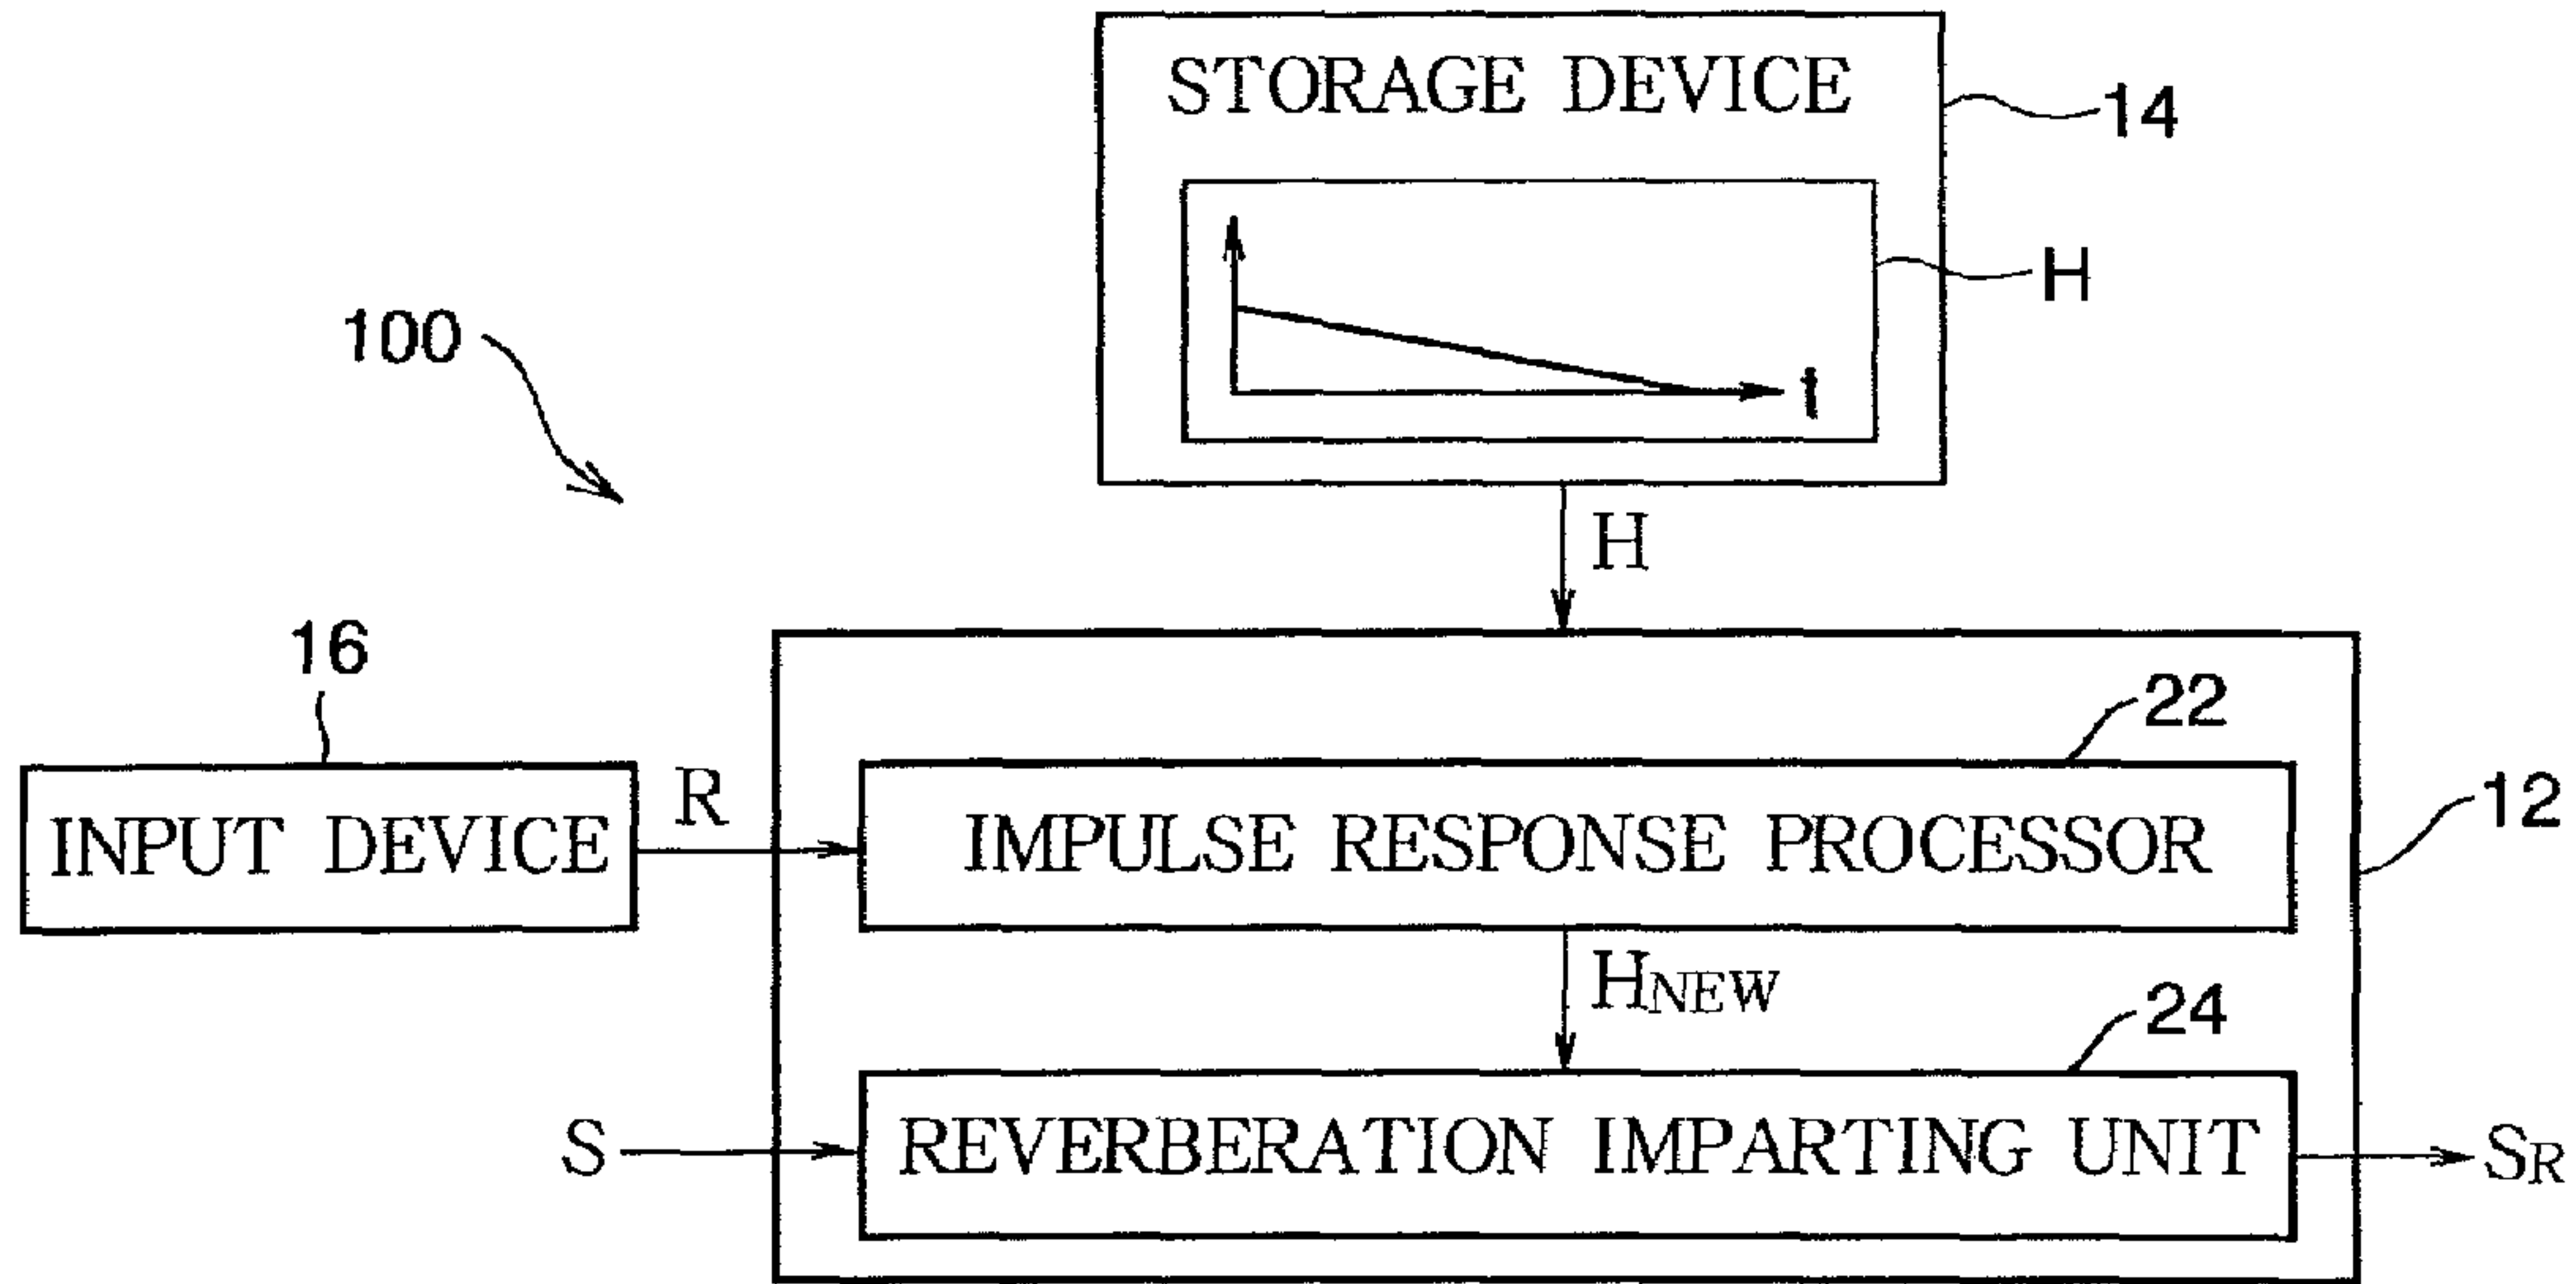 STORAGE DEVICE
14
H
t
100
H
16
22
INPUT DEVICE
R
IMPULSE RESPONSE PROCESSOR
12
HNEW
24
S
REVERBERATION IMPARTING UNIT
SR